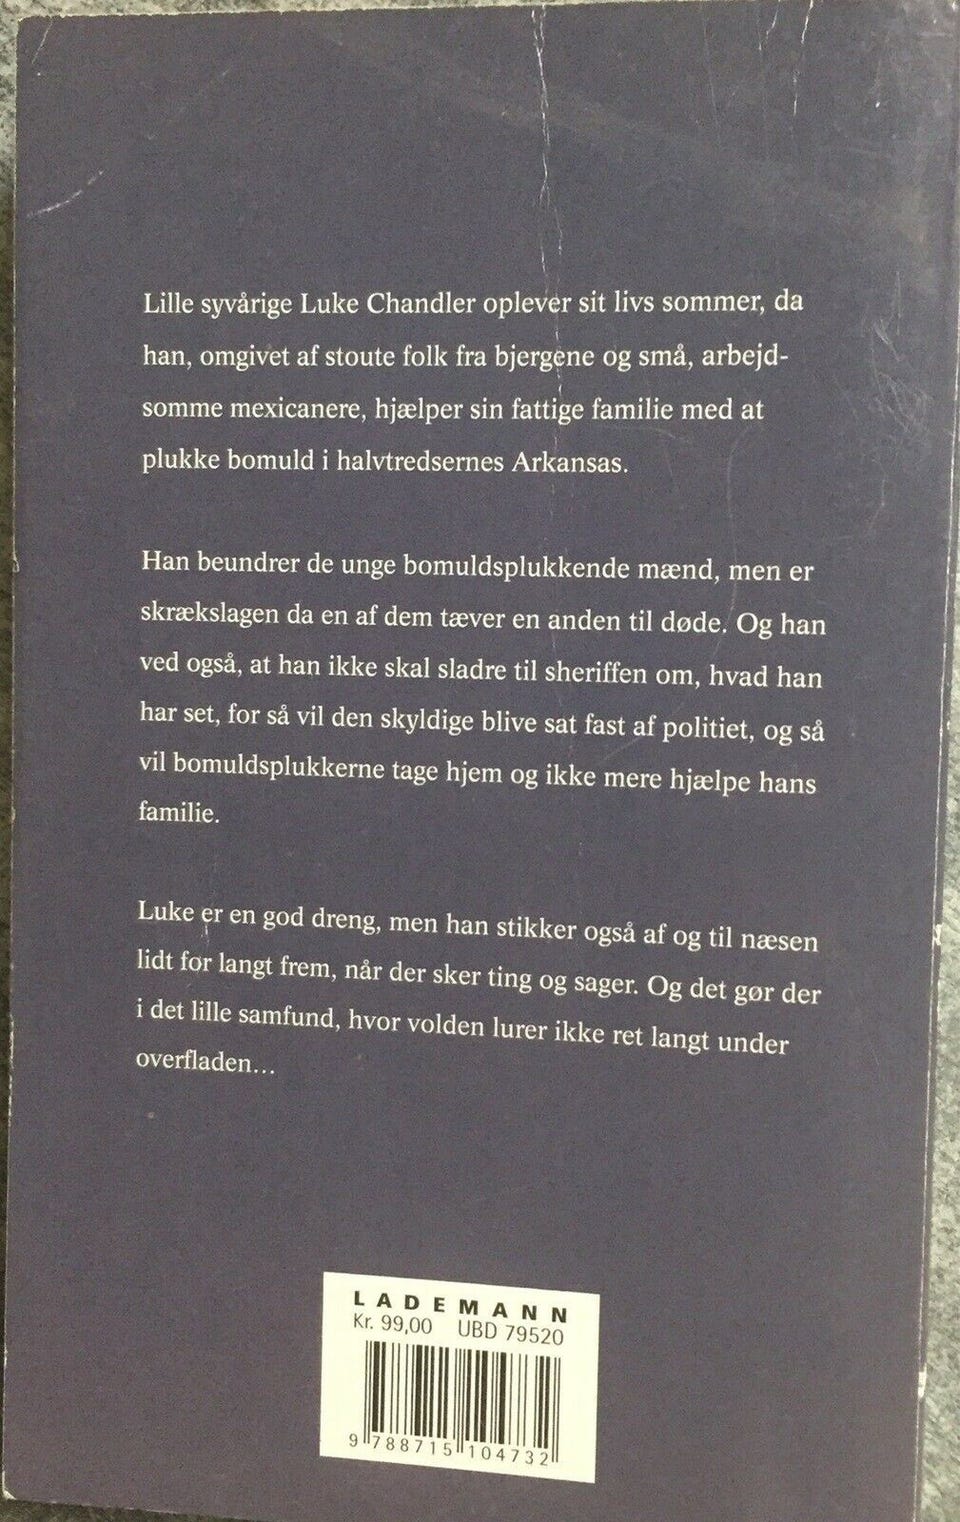 Lille syvårige Luke Chandler oplever sit livs sommer, da
han, omgivet af stoute folk fra bjergene og små, arbejd-
somme mexicanere, hjælper sin fattige familie med at
plukke bomuld i halvtredsernes Arkansas.
Han beundrer de unge bomuldsplukkende mænd, men er
skrækslagen da en af dem tæver en anden til døde. Og han
ved også, at han ikke skal sladre til sheriffen om, hvad han
har set, for så vil den skyldige blive sat fast af politiet, og så
vil bomuldsplukkerne tage hjem og ikke mere hjælpe hans
familie.
Luke er en god dreng, men han stikker også af og til næsen
lidt for langt frem, når der sker ting og sager. Og det gør der
i det lille samfund, hvor volden lurer ikke ret langt under
overfladen...
LADEMANN
Kr. 99,00 UBD 79520
9 788715 104732